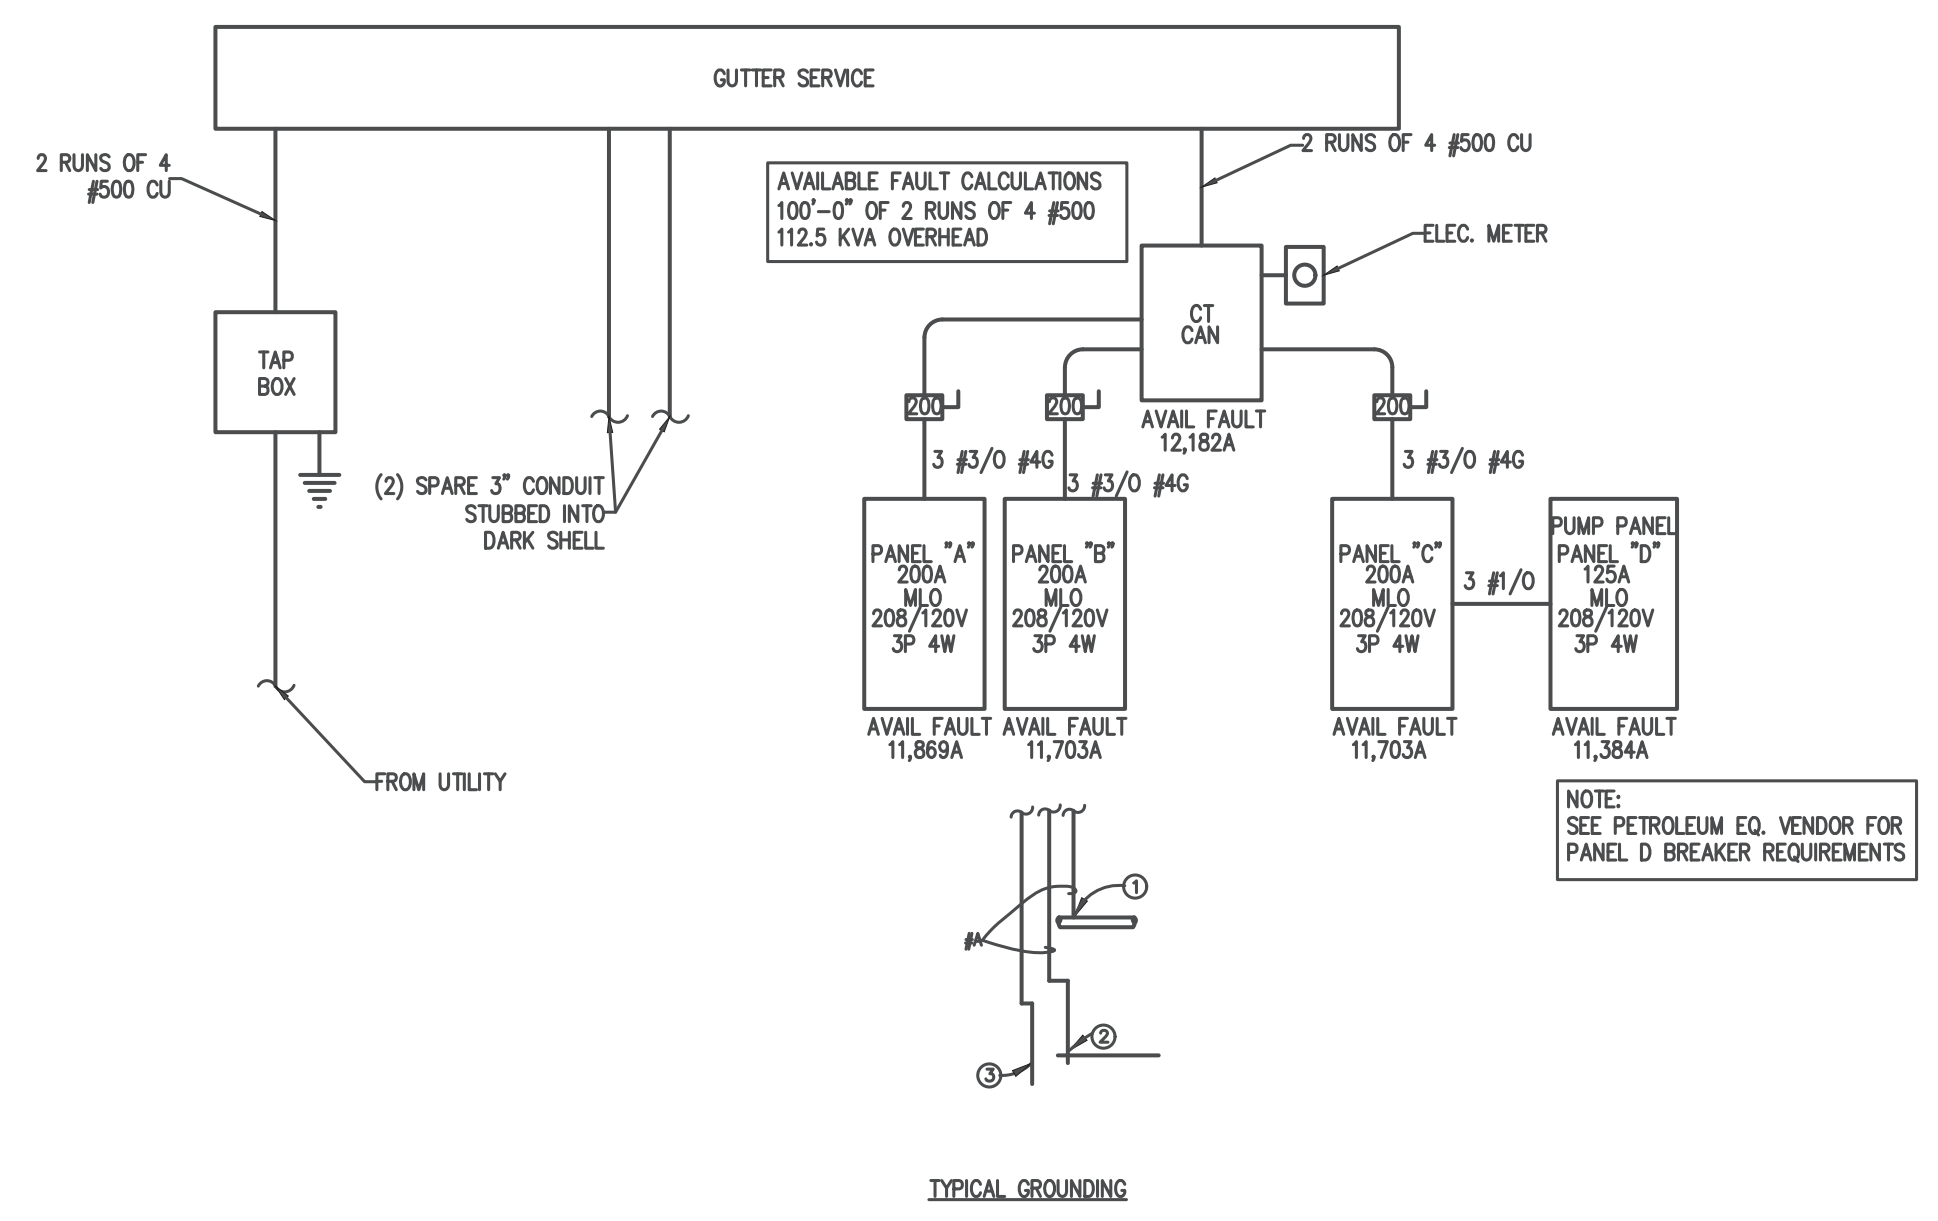 GUTTER SERVICE
2 RUNS OF 4
#500 CU
2 RUNS OF 4 #500 CU
AVAILABLE FAULT CALCULATIONS
100'-0" OF 2 RUNS OF 4 #500
112.5 KVA OVERHEAD
ELEC. METER
CT
CAN
TAP
BOX
200
200
200
AVAIL FAULT
12,182A
3 #3/0 #4G
3 #3/0 #4G
3 #3/0 #4G
(2) SPARE 3" CONDUIT
STUBBED INTO
DARK SHELL
PANEL "A"
200A
MLO
208/120V
3P 4W
PANEL "B"
200A
MLO
208/120V
3P 4W
PANEL "C"
200A
MLO
208/120V
3P 4W
3 #1/0
PUMP PANEL
PANEL "D"
125A
MLO
208/120V
3P 4W
AVAIL FAULT
11,869A
AVAIL FAULT
11,703A
AVAIL FAULT
11,703A
AVAIL FAULT
11,384A
FROM UTILITY
NOTE:
SEE PETROLEUM EQ. VENDOR FOR
PANEL D BREAKER REQUIREMENTS
1
#A
2
3
TYPICAL GROUNDING